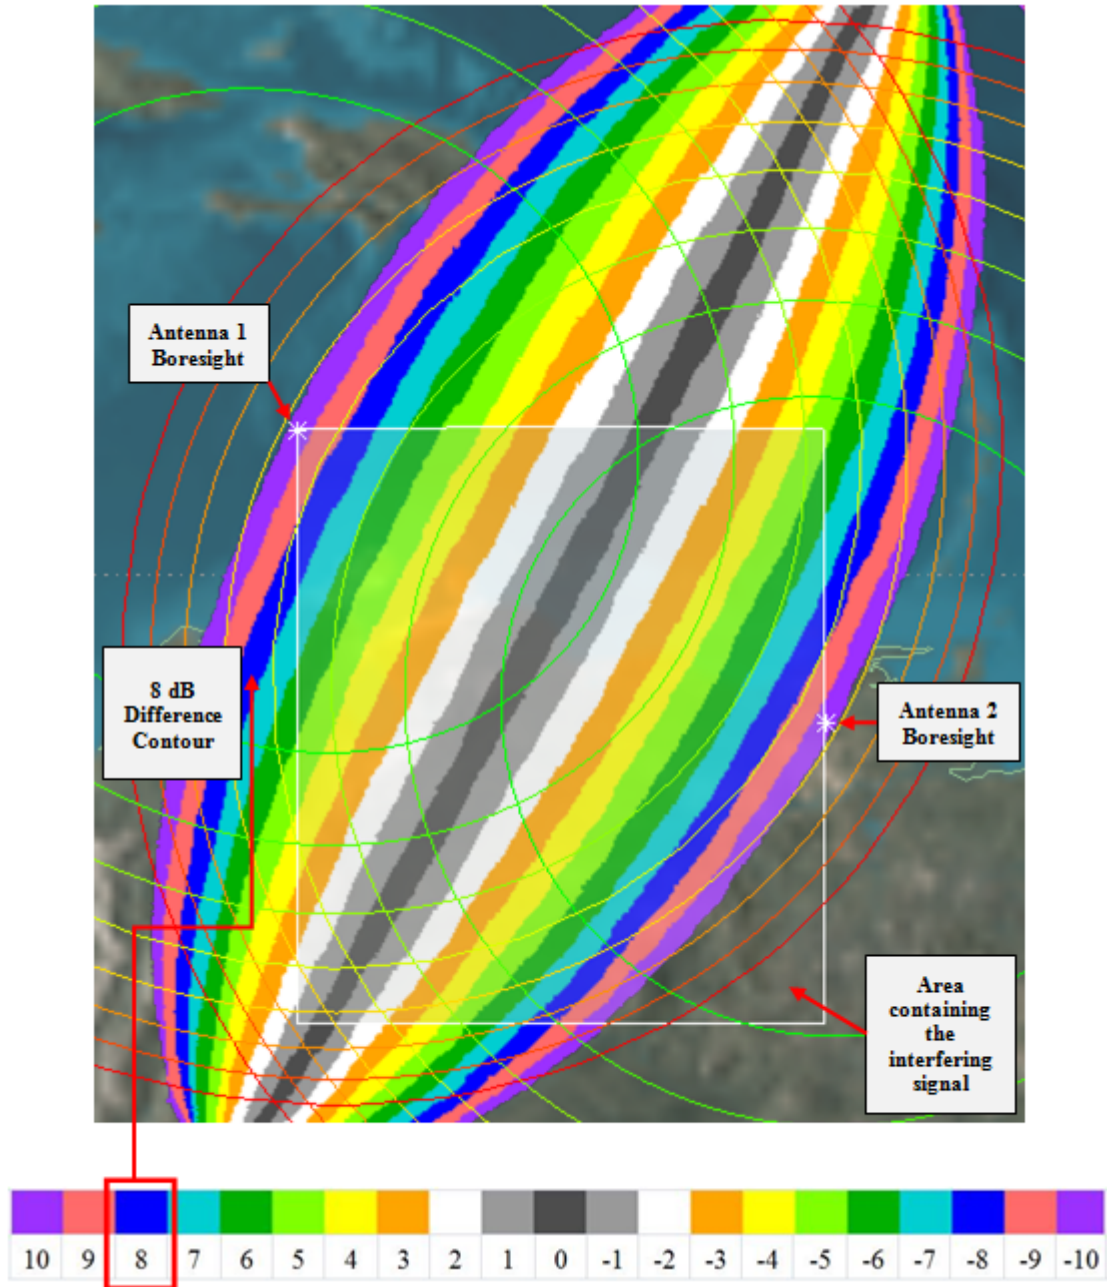 Antenna 1
Boresight
8 dB
Difference
Contour
Antenna 2
Boresight
Area
containing
the
interfering
signal
10 9 8 7 6 5 4 3 2 1 0 -1 -2 -3 -4 -5 -6 -7 -8 -9 -10